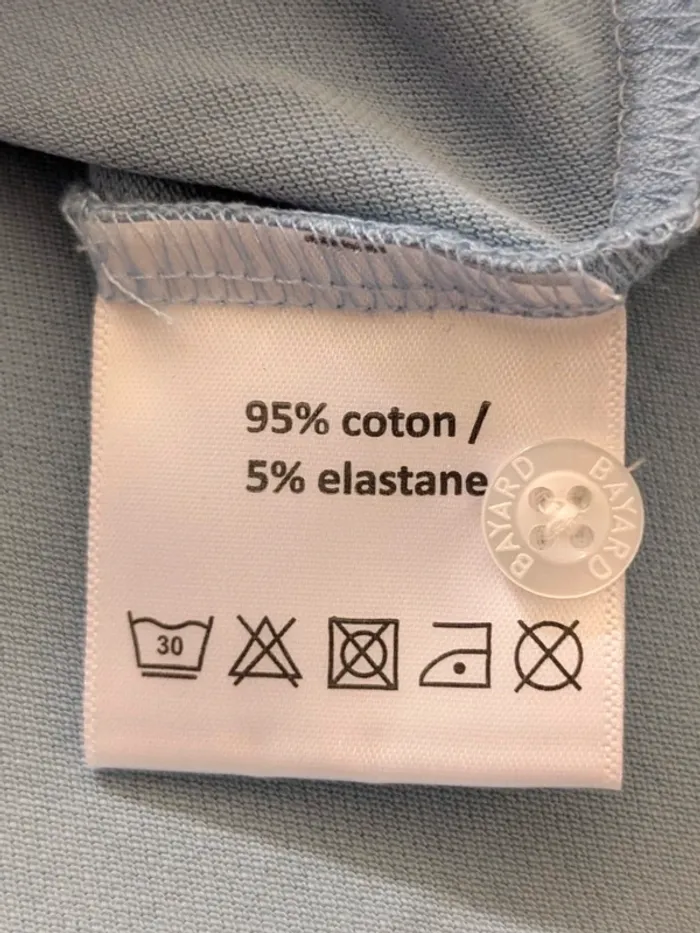 95% coton /
5% elastane
BAYARD BAYARD
30